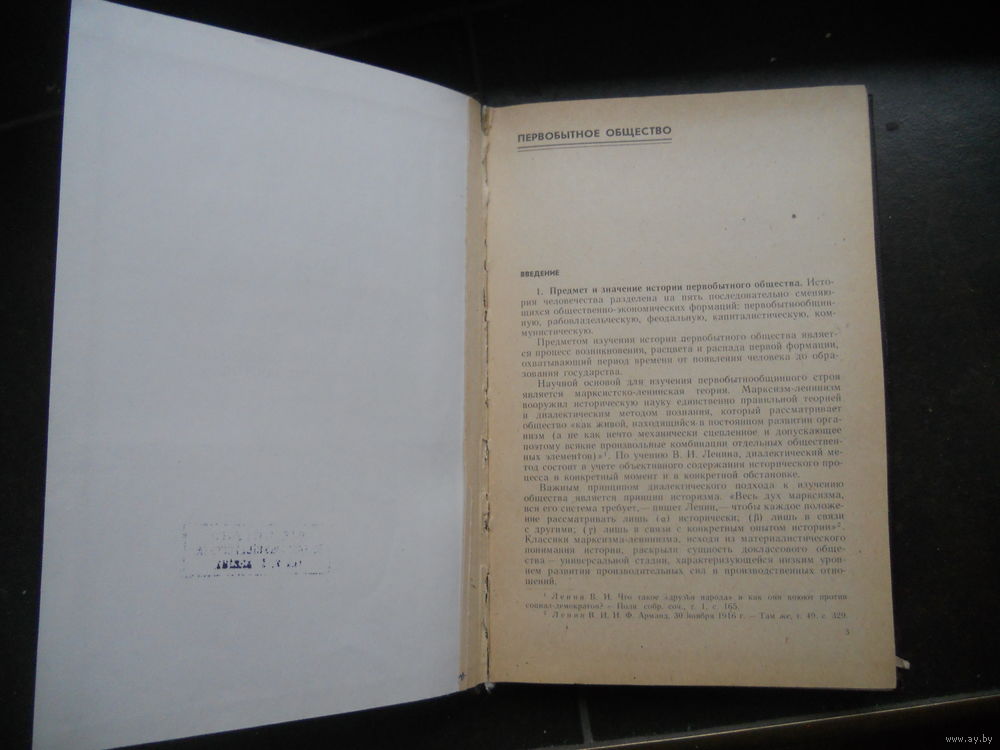 ПЕРВОБЫТНОЕ ОБЩЕСТВО
ВВЕДЕНИЕ
1. Предмет и значение истории первобытного общества. Исто-
рия человечества разделена на пять последовательно сменяю-
щихся общественно-экономических формаций: первобытнообщин-
ную, рабовладельческую, феодальную, капиталистическую, ком-
мунистическую.
Предметом изучения истории первобытного общества являет-
ся процесс возникновения, расцвета и распада первой формации,
охватывающий период времени от появления человека до обра-
зования государства.
Научной основой для изучения первобытнообщинного строя
является марксистско-ленинская теория. Марксизм-ленинизм
вооружил историческую науку единственно правильной теорией
и диалектическим методом познания, который рассматривает
общество «как живой, находящийся в постоянном развитии орга-
низм (а не как нечто механически сцепленное и допускающее
поэтому всякие произвольные комбинации отдельных обществен-
ных элементов)»¹. По учению В. И. Ленина, диалектический ме-
тод состоит в учете объективного содержания исторического про-
цесса в конкретный момент и в конкретной обстановке.
Важным принципом диалектического подхода к изучению
общества является принцип историзма. «Весь дух марксизма,
вся его система требует,— пишет Ленин,— чтобы каждое положе-
ние рассматривать лишь (α) исторически; (β) лишь в связи
с другими; (γ) лишь в связи с конкретным опытом истории»².
Классики марксизма-ленинизма, исходя из материалистического
понимания истории, раскрыли сущность доклассового обще-
ства — универсальной стадии, характеризующейся низким уров-
нем развития производительных сил и производственных отно-
шений.
¹ Ленин В. И. Что такое «друзья народа» и как они воюют против
социал-демократов? — Полн. собр. соч., т. 1, с. 165.
² Ленин В. И. И. Ф. Арманд, 30 ноября 1916 г. — Там же, т. 49, с. 329.
3
www.ay.by